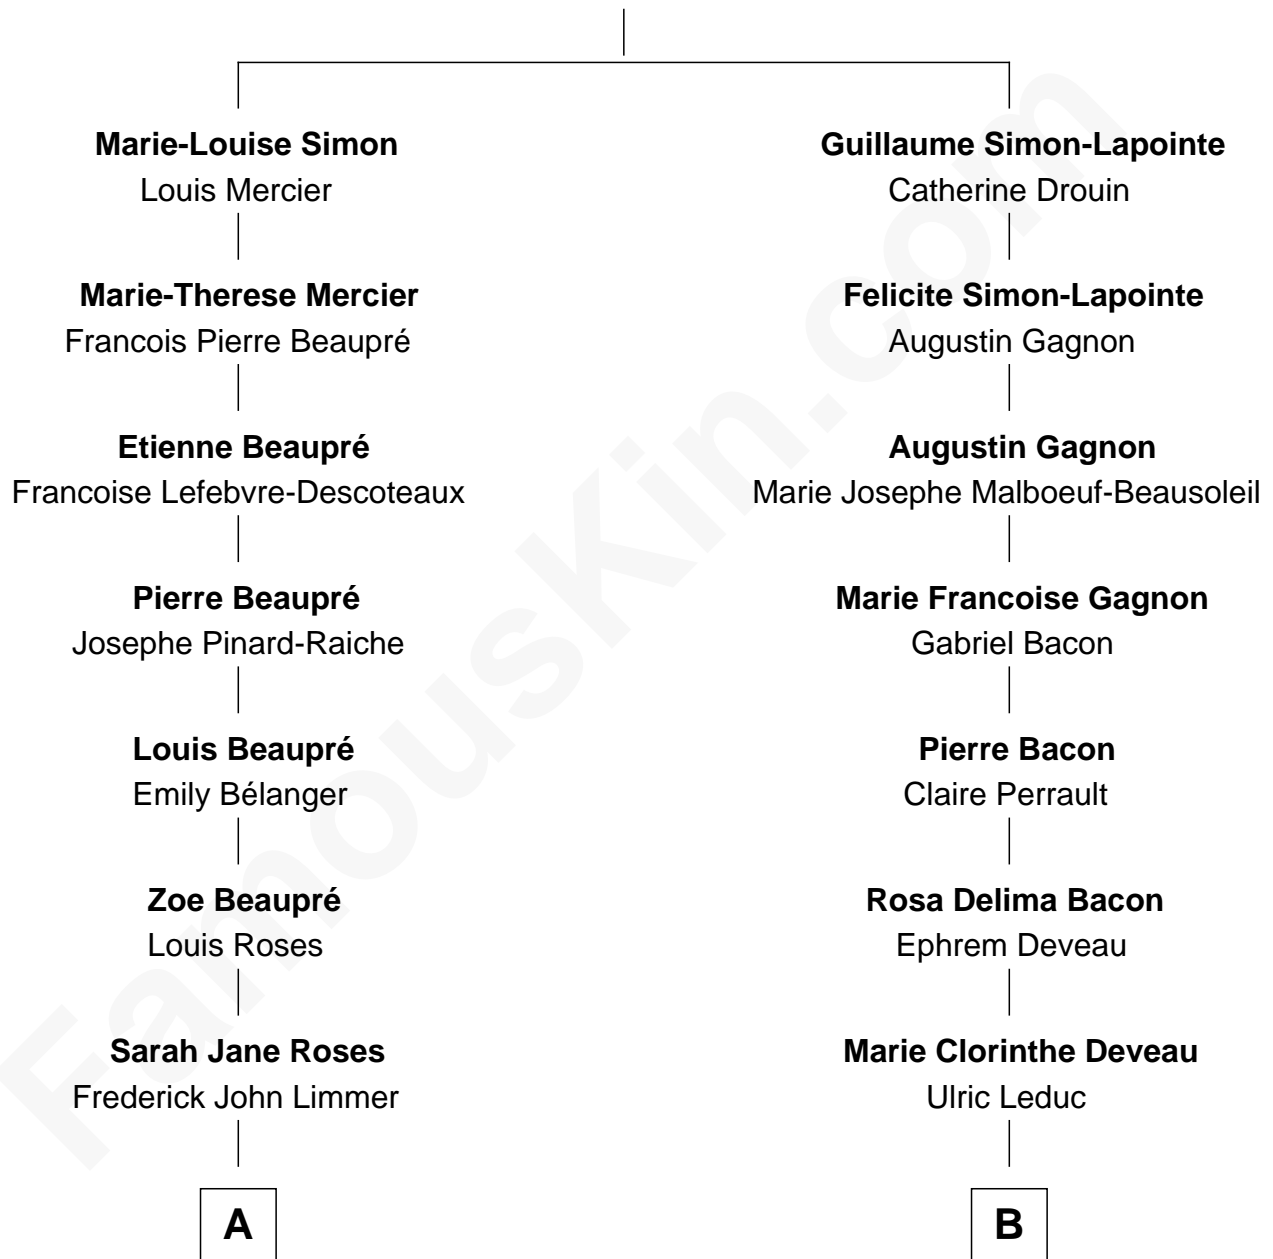 Marie-Louise Simon
Louis Mercier
Marie-Therese Mercier
Francois Pierre Beaupré
Etienne Beaupré
Francoise Lefebvre-Descoteaux
Pierre Beaupré
Josephe Pinard-Raiche
Louis Beaupré
Emily Bélanger
Zoe Beaupré
Louis Roses
Sarah Jane Roses
Frederick John Limmer
A
Guillaume Simon-Lapointe
Catherine Drouin
Felicite Simon-Lapointe
Augustin Gagnon
Augustin Gagnon
Marie Josephe Malboeuf-Beausoleil
Marie Francoise Gagnon
Gabriel Bacon
Pierre Bacon
Claire Perrault
Rosa Delima Bacon
Ephrem Deveau
Marie Clorinthe Deveau
Ulric Leduc
B
FamousKin.com